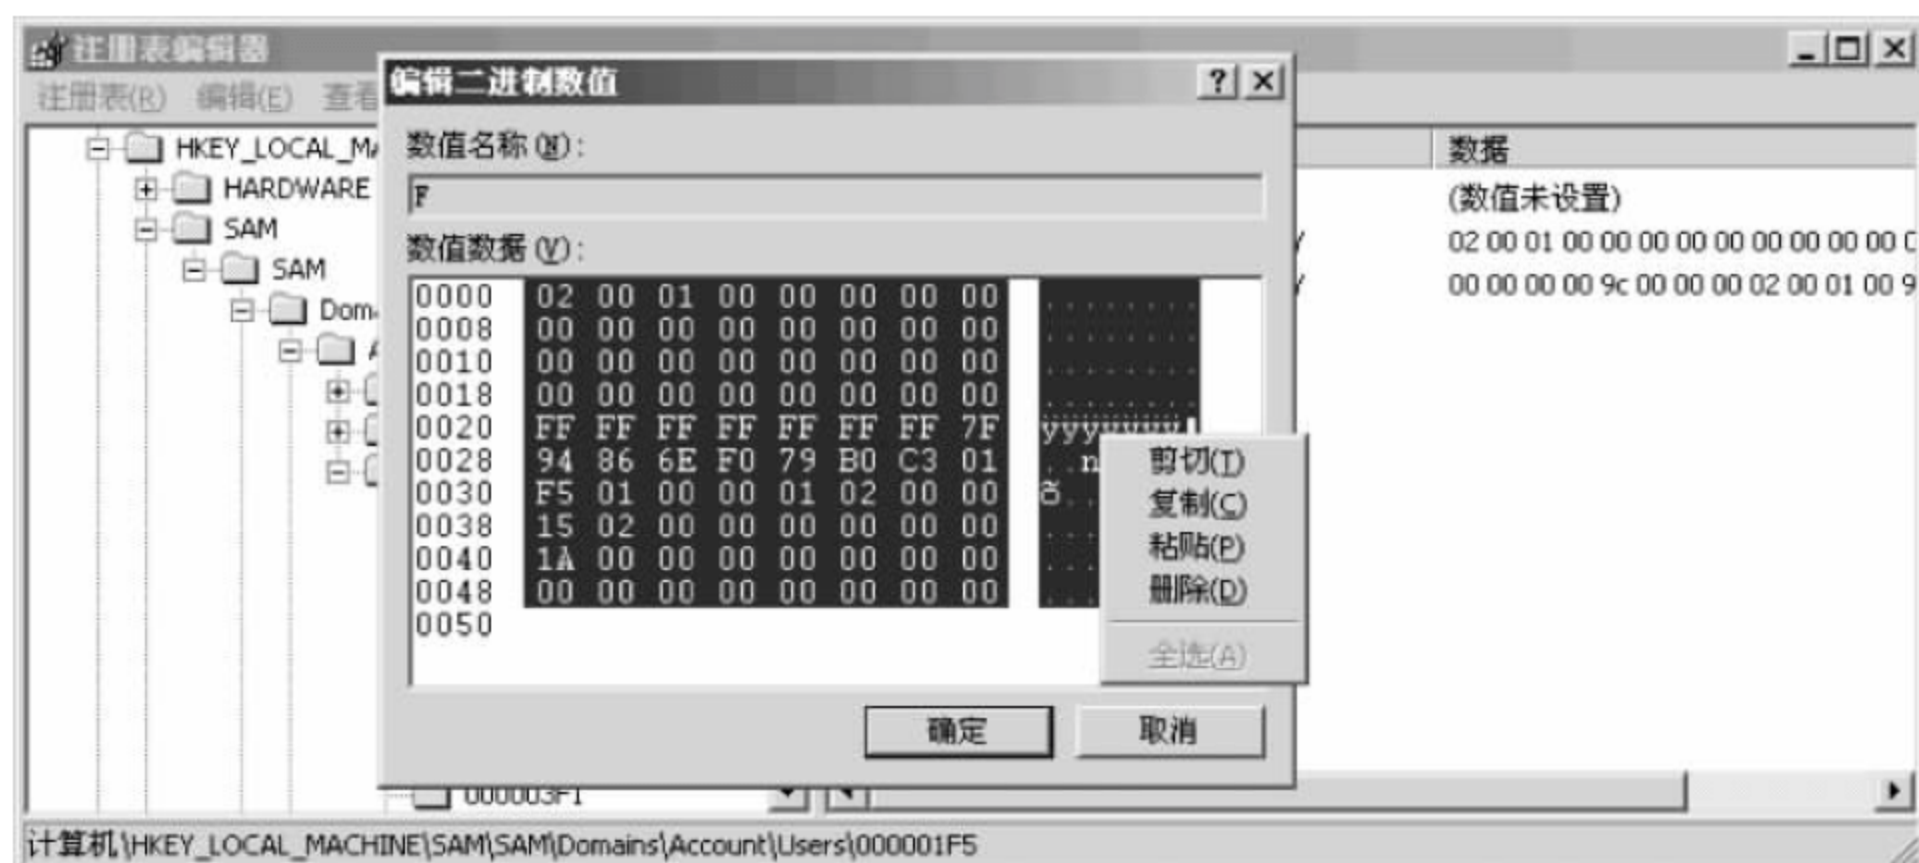 注册表编辑器
注册表(R) 编辑(E) 查看
编辑二进制数值
数值名称(N):
F
数值数据(V):
0000 02 00 01 00 00 00 00 00 ........
0008 00 00 00 00 00 00 00 00 ........
0010 00 00 00 00 00 00 00 00 ........
0018 00 00 00 00 00 00 00 00 ........
0020 FF FF FF FF FF FF FF 7F ÿÿÿÿÿÿÿ
0028 94 86 6E F0 79 B0 C3 01 ..n
0030 F5 01 00 00 01 02 00 00 õ..
0038 15 02 00 00 00 00 00 00 ...
0040 1A 00 00 00 00 00 00 00 ...
0048 00 00 00 00 00 00 00 00 ...
0050
剪切(T)
复制(C)
粘贴(P)
删除(D)
全选(A)
确定 取消
HKEY_LOCAL_MA
HARDWARE
SAM
SAM
Dom
000003F1
数据
(数值未设置)
02 00 01 00 00 00 00 00 00 00 00 00
00 00 00 00 9c 00 00 00 02 00 01 00 9
计算机\HKEY_LOCAL_MACHINE\SAM\SAM\Domains\Account\Users\000001F5